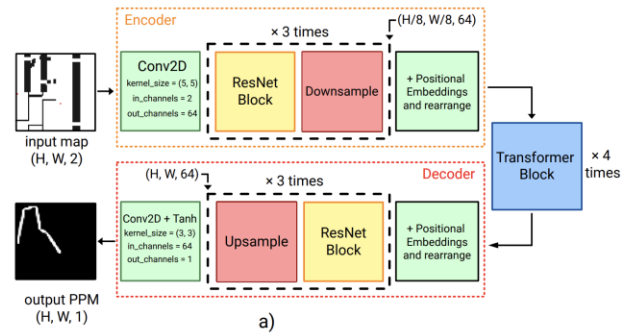 Encoder
× 3 times
(H/8, W/8, 64)
Conv2D
kernel_size = (5, 5)
in_channels = 2
out_channels = 64
ResNet
Block
Downsample
+ Positional
Embeddings
and rearrange
input map
(H, W, 2)
Transformer
Block
× 4
times
(H, W, 64)
× 3 times
Decoder
Conv2D + Tanh
kernel_size = (3, 3)
in_channels = 64
out_channels = 1
Upsample
ResNet
Block
+ Positional
Embeddings
and rearrange
output PPM
(H, W, 1)
a)